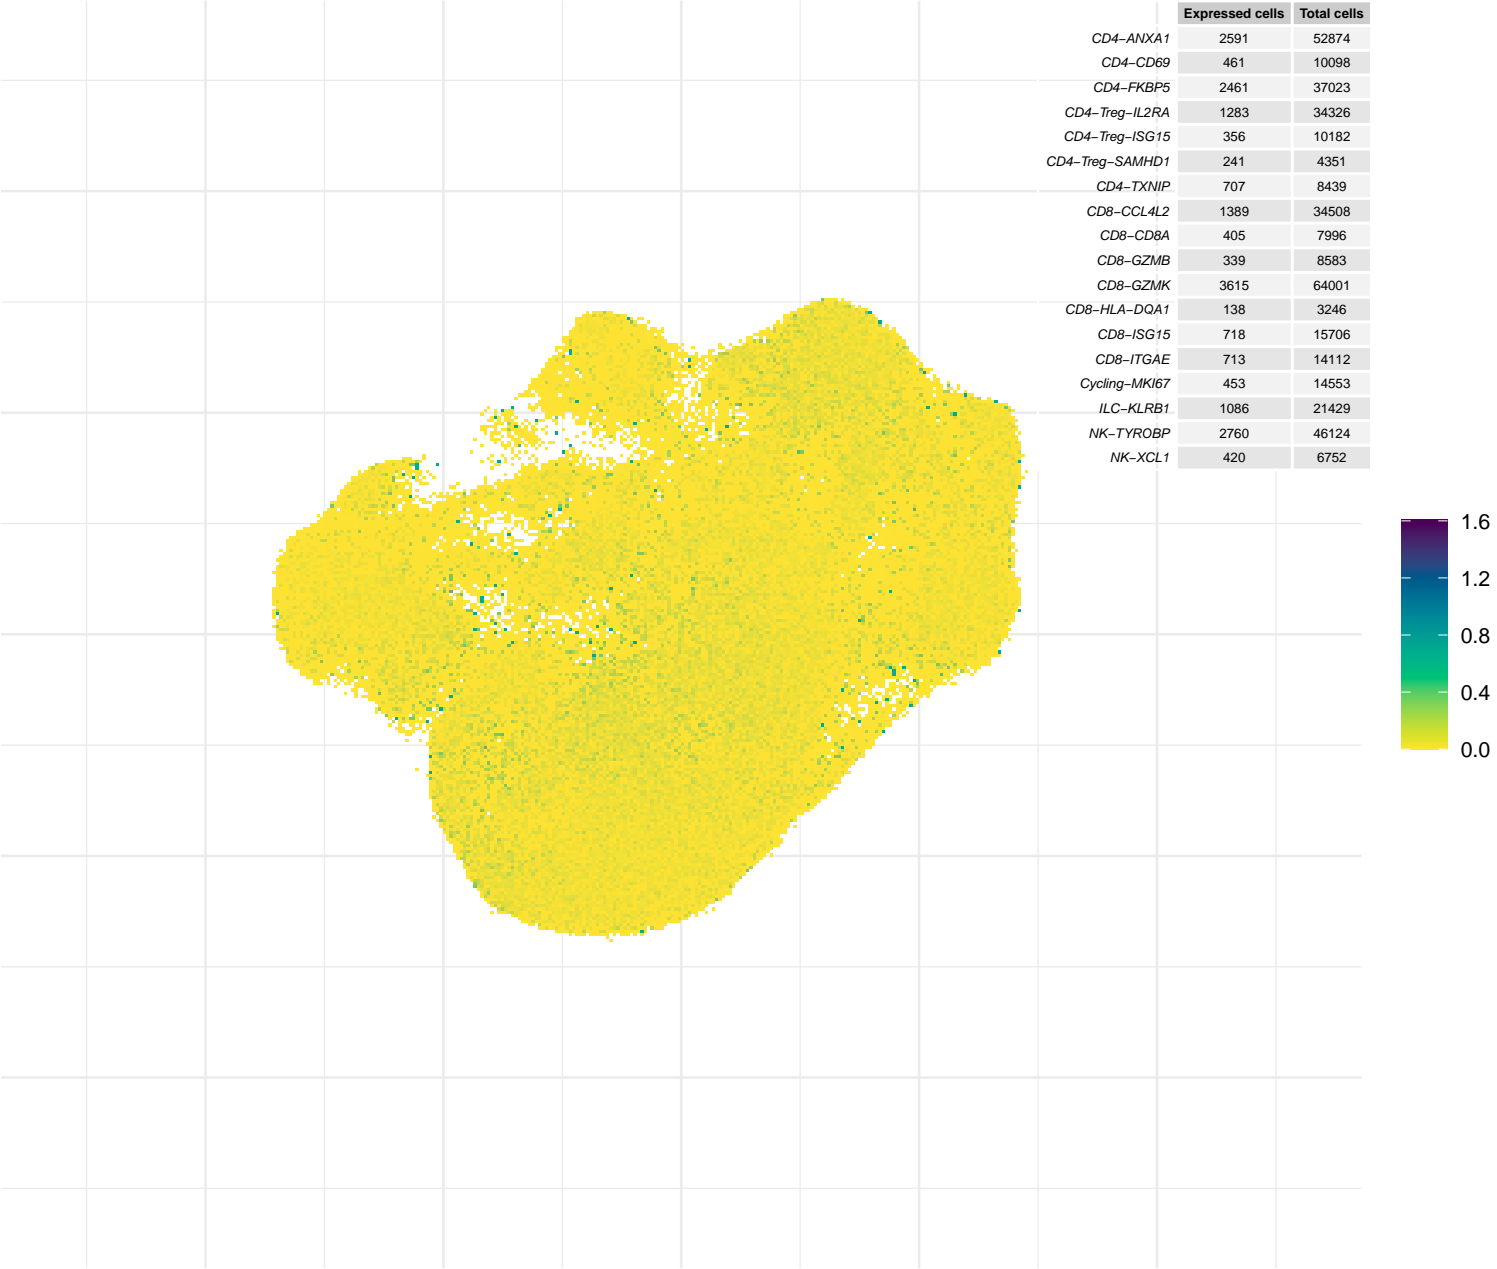 Expressed cells Total cells
CD4−ANXA1 2591 52874
CD4−CD69 461 10098
CD4−FKBP5 2461 37023
CD4−Treg−IL2RA 1283 34326
CD4−Treg−ISG15 356 10182
CD4−Treg−SAMHD1 241 4351
CD4−TXNIP 707 8439
CD8−CCL4L2 1389 34508
CD8−CD8A 405 7996
CD8−GZMB 339 8583
CD8−GZMK 3615 64001
CD8−HLA−DQA1 138 3246
CD8−ISG15 718 15706
CD8−ITGAE 713 14112
Cycling−MKI67 453 14553
ILC−KLRB1 1086 21429
NK−TYROBP 2760 46124
NK−XCL1 420 6752
1.6
1.2
0.8
0.4
0.0